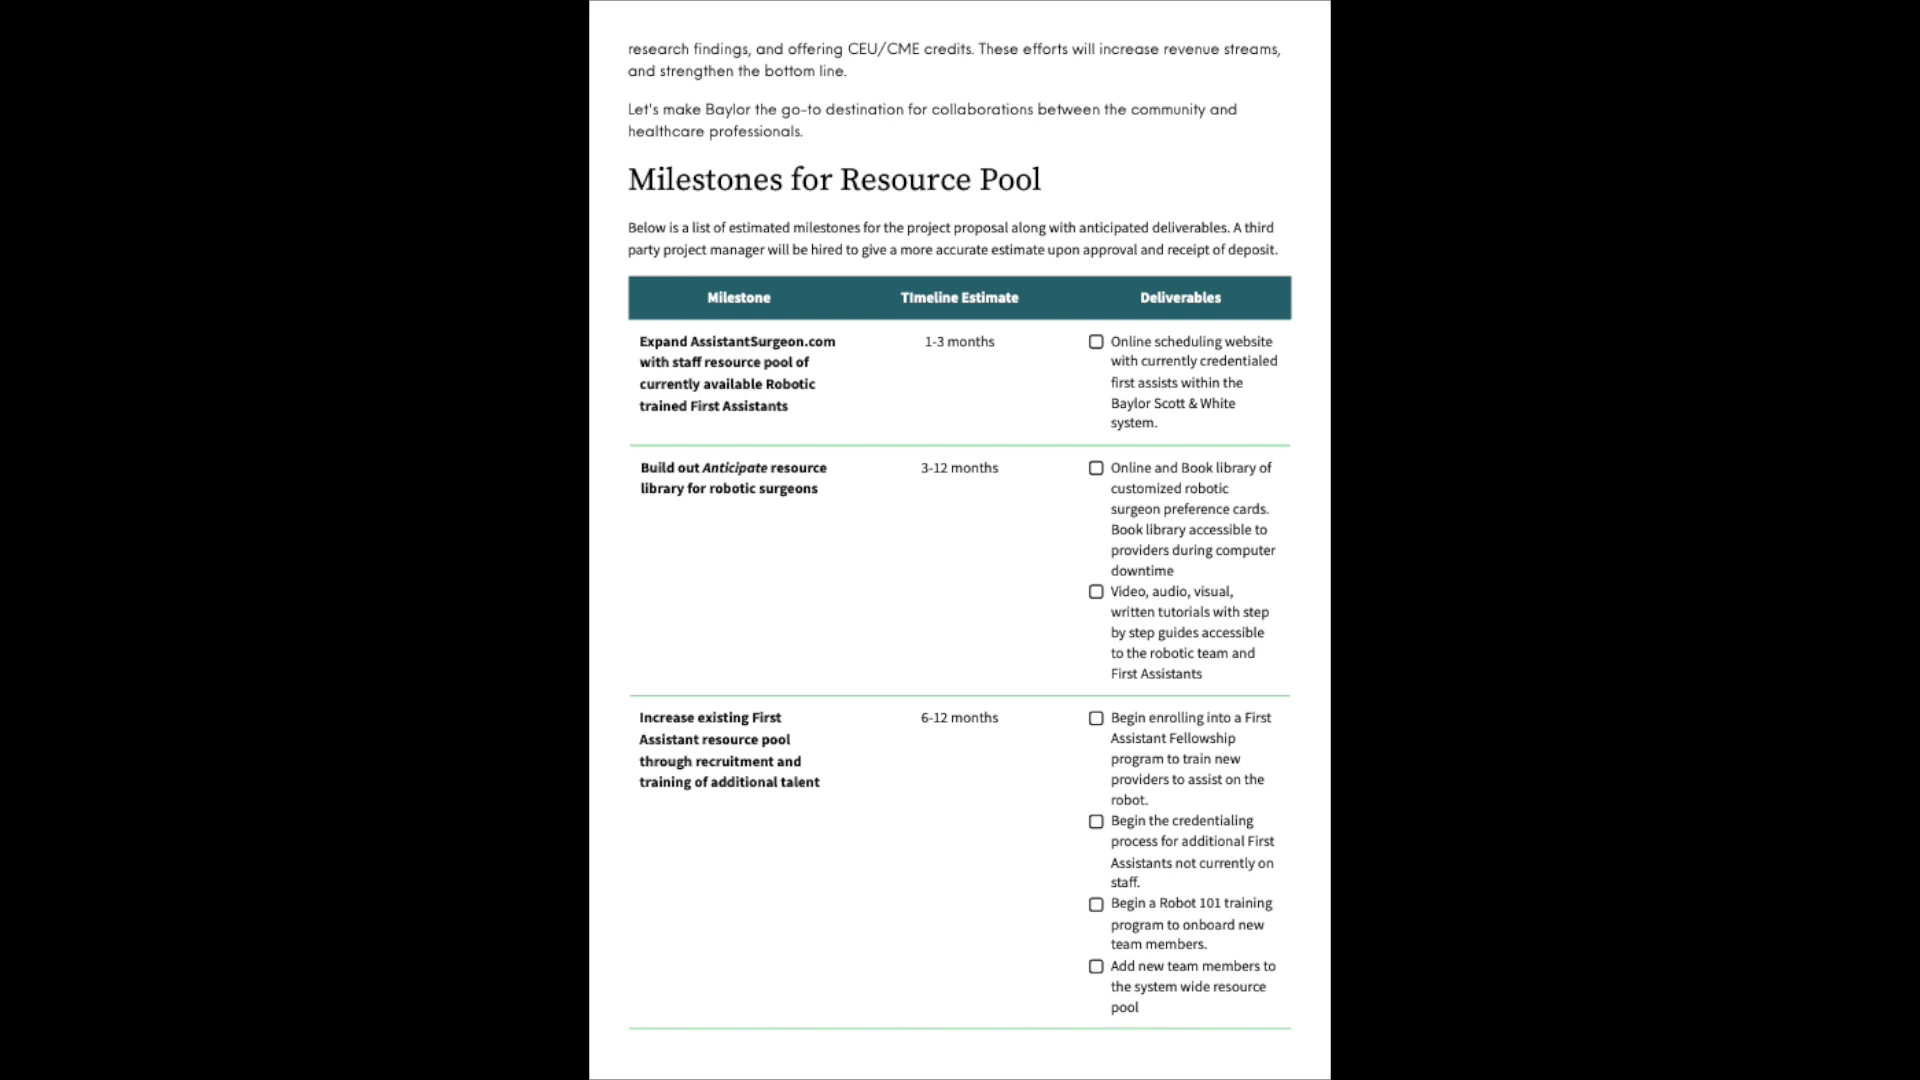 research findings, and offering CEU/CME credits. These efforts will increase revenue streams,
and strengthen the bottom line.
Let's make Baylor the go-to destination for collaborations between the community and
healthcare professionals.
Milestones for Resource Pool
Below is a list of estimated milestones for the project proposal along with anticipated deliverables. A third
party project manager will be hired to give a more accurate estimate upon approval and receipt of deposit.
Milestone
TImeline Estimate
Deliverables
Expand AssistantSurgeon.com
with staff resource pool of
currently available Robotic
trained First Assistants
1-3 months
Online scheduling website
with currently credentialed
first assists within the
Baylor Scott & White
system.
Build out Anticipate resource
library for robotic surgeons
3-12 months
Online and Book library of
customized robotic
surgeon preference cards.
Book library accessible to
providers during computer
downtime
Video, audio, visual,
written tutorials with step
by step guides accessible
to the robotic team and
First Assistants
Increase existing First
Assistant resource pool
through recruitment and
training of additional talent
6-12 months
Begin enrolling into a First
Assistant Fellowship
program to train new
providers to assist on the
robot.
Begin the credentialing
process for additional First
Assistants not currently on
staff.
Begin a Robot 101 training
program to onboard new
team members.
Add new team members to
the system wide resource
pool